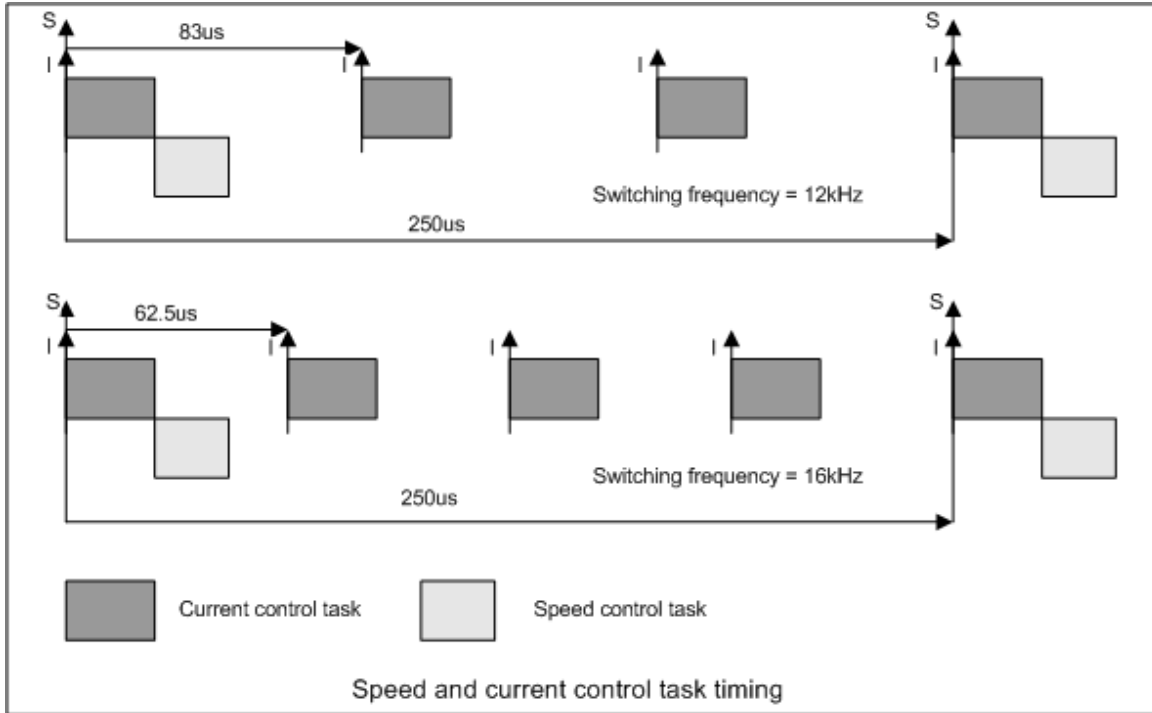 S
83us
I I I I
S
Switching frequency = 12kHz
250us
S
62.5us
I I I I I
S
Switching frequency = 16kHz
250us
Current control task
Speed control task
Speed and current control task timing